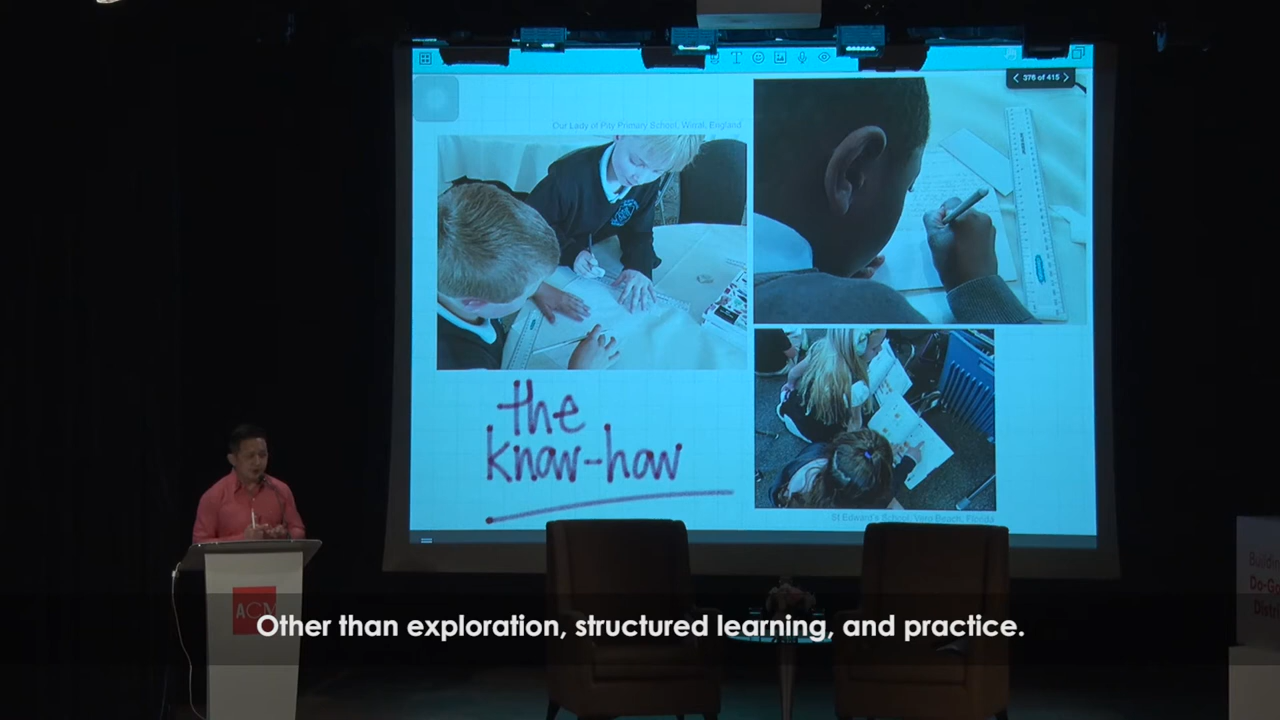 376 of 415
Our Lady of Pity Primary School, Wirral, England
the
know-how
St Edward's School, Vero Beach, Florida
ACM
Other than exploration, structured learning, and practice.